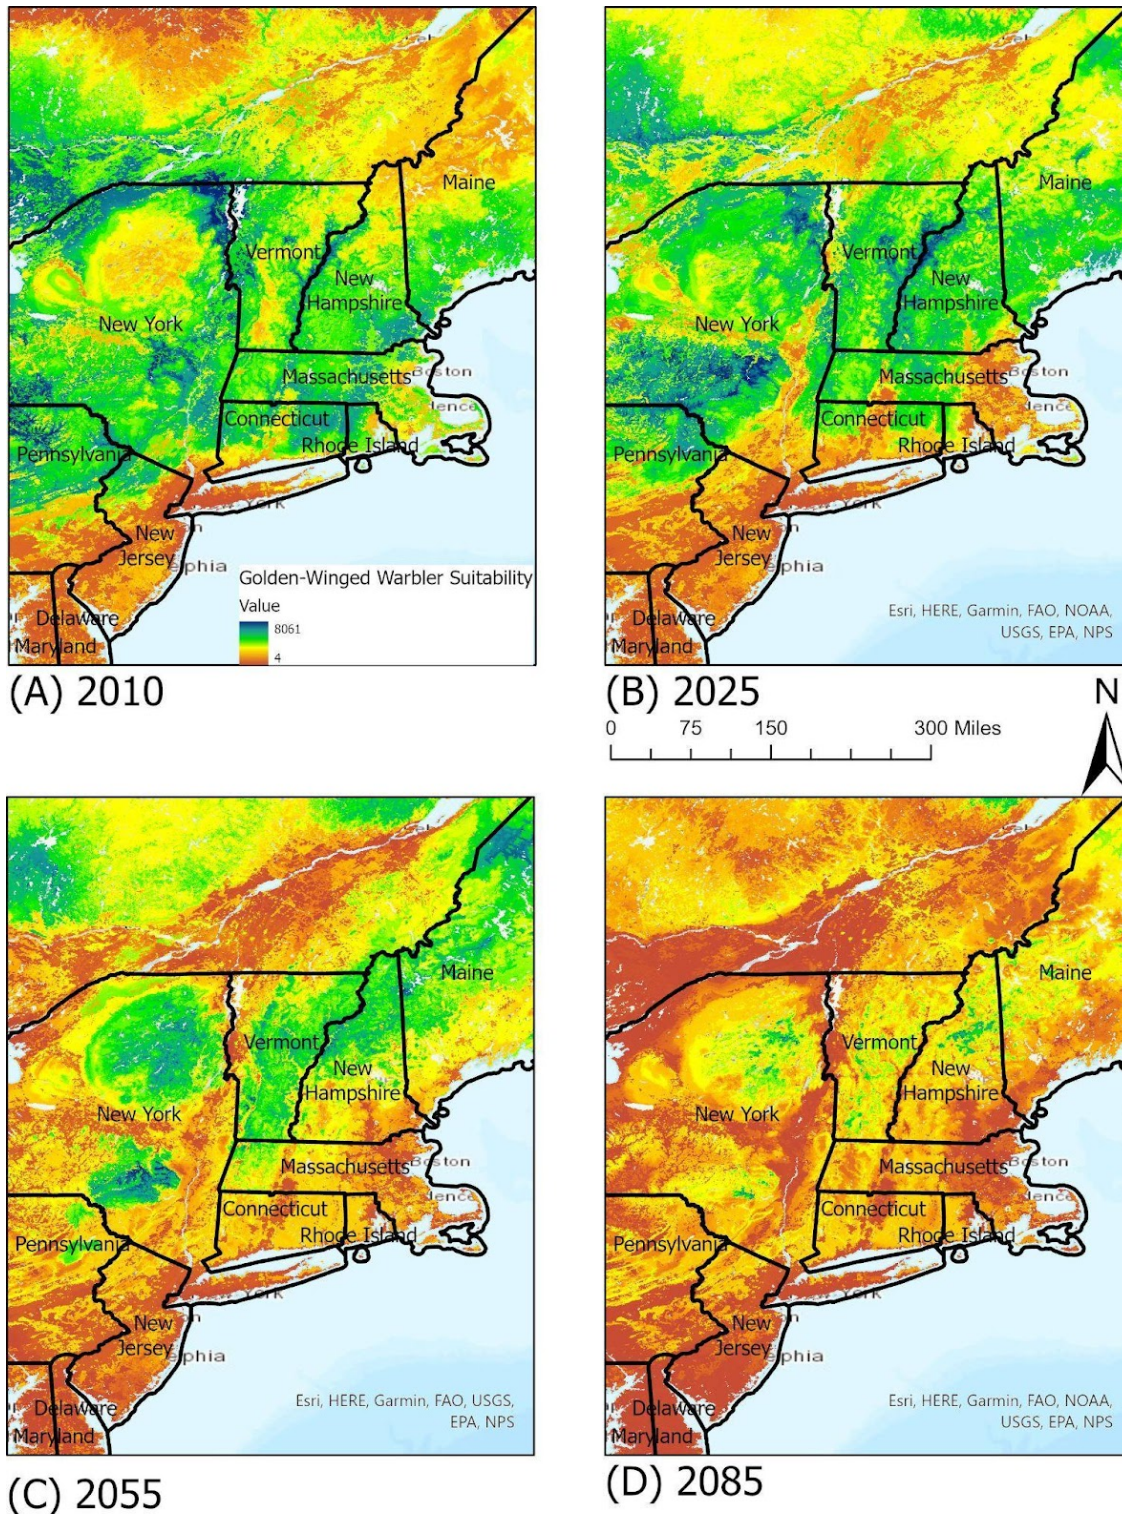 Maine
Vermont
New
Hampshire
New York
Massachusetts
Boston
Connecticut
Rhode Island
Pennsylvania
New
Jersey
Delaware
Maryland
Golden-Winged Warbler Suitability
Value
8061
4
(A) 2010
Maine
Vermont
New
Hampshire
New York
Massachusetts
Boston
Connecticut
Rhode Island
Pennsylvania
New
Jersey
Delaware
Maryland
Esri, HERE, Garmin, FAO, NOAA,
USGS, EPA, NPS
(B) 2025
N
0 75 150 300 Miles
Maine
Vermont
New
Hampshire
New York
Massachusetts
Boston
Connecticut
Rhode Island
Pennsylvania
New
Jersey
Delaware
Maryland
Esri, HERE, Garmin, FAO, USGS,
EPA, NPS
(C) 2055
Maine
Vermont
New
Hampshire
New York
Massachusetts
Boston
Connecticut
Rhode Island
Pennsylvania
New
Jersey
Delaware
Maryland
Esri, HERE, Garmin, FAO, NOAA,
USGS, EPA, NPS
(D) 2085